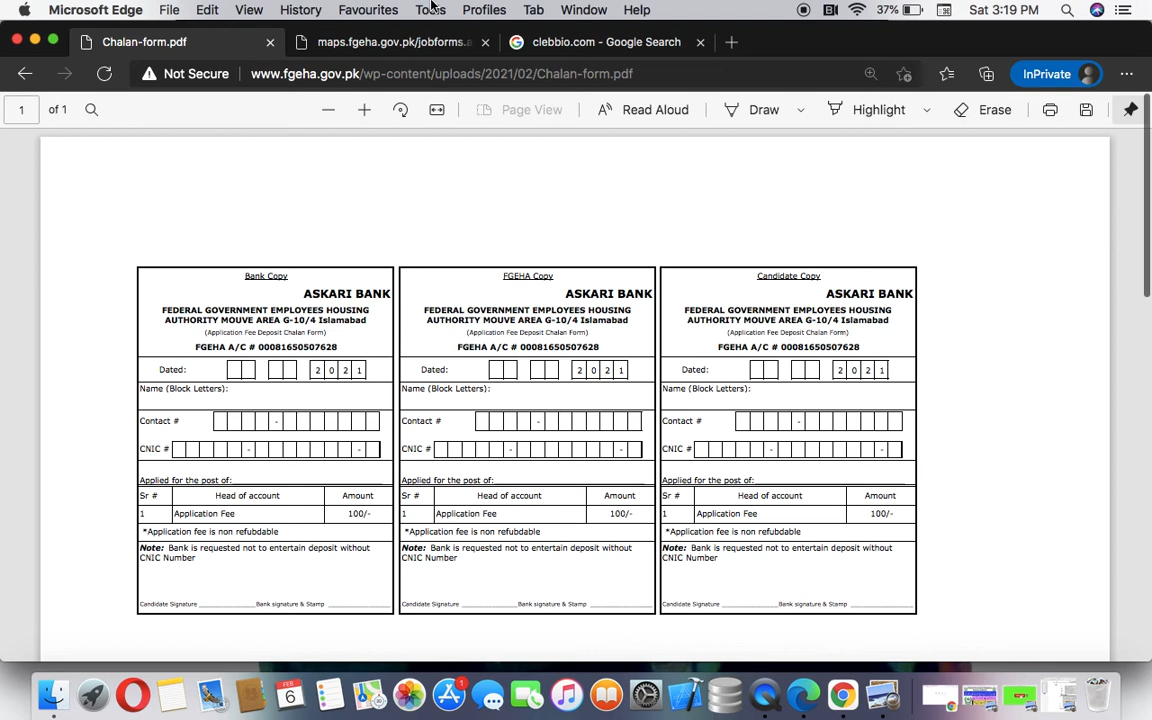 Microsoft Edge File Edit View History Favourites Tools Profiles Tab Window Help 37% Sat 3:19 PM
Chalan-form.pdf maps.fgeha.gov.pk/jobforms. clebbio.com - Google Search
Not Secure www.fgeha.gov.pk/wp-content/uploads/2021/02/Chalan-form.pdf InPrivate
1 of 1 Page View Read Aloud Draw Highlight Erase
Bank Copy
ASKARI BANK
FEDERAL GOVERNMENT EMPLOYEES HOUSING
AUTHORITY MOUVE AREA G-10/4 Islamabad
(Application Fee Deposit Chalan Form)
FGEHA A/C # 00081650507628
Dated: 2 0 2 1
Name (Block Letters):
Contact # -
CNIC # - -
Applied for the post of:
Sr # Head of account Amount
1 Application Fee 100/-
*Application fee is non refubdable
Note: Bank is requested not to entertain deposit without
CNIC Number
Candidate Signature Bank signature & Stamp
FGEHA Copy
ASKARI BANK
FEDERAL GOVERNMENT EMPLOYEES HOUSING
AUTHORITY MOUVE AREA G-10/4 Islamabad
(Application Fee Deposit Chalan Form)
FGEHA A/C # 00081650507628
Dated: 2 0 2 1
Name (Block Letters):
Contact # -
CNIC # - -
Applied for the post of:
Sr # Head of account Amount
1 Application Fee 100/-
*Application fee is non refubdable
Note: Bank is requested not to entertain deposit without
CNIC Number
Candidate Signature Bank signature & Stamp
Candidate Copy
ASKARI BANK
FEDERAL GOVERNMENT EMPLOYEES HOUSING
AUTHORITY MOUVE AREA G-10/4 Islamabad
(Application Fee Deposit Chalan Form)
FGEHA A/C # 00081650507628
Dated: 2 0 2 1
Name (Block Letters):
Contact # -
CNIC # - -
Applied for the post of:
Sr # Head of account Amount
1 Application Fee 100/-
*Application fee is non refubdable
Note: Bank is requested not to entertain deposit without
CNIC Number
Candidate Signature Bank signature & Stamp
FEB
6
1